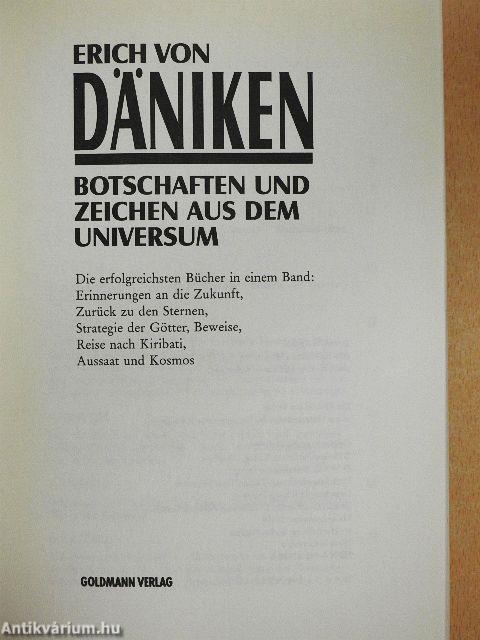 ERICH VON
DÄNIKEN
BOTSCHAFTEN UND
ZEICHEN AUS DEM
UNIVERSUM
Die erfolgreichsten Bücher in einem Band:
Erinnerungen an die Zukunft,
Zurück zu den Sternen,
Strategie der Götter, Beweise,
Reise nach Kiribati,
Aussaat und Kosmos
GOLDMANN VERLAG
Antikvárium.hu